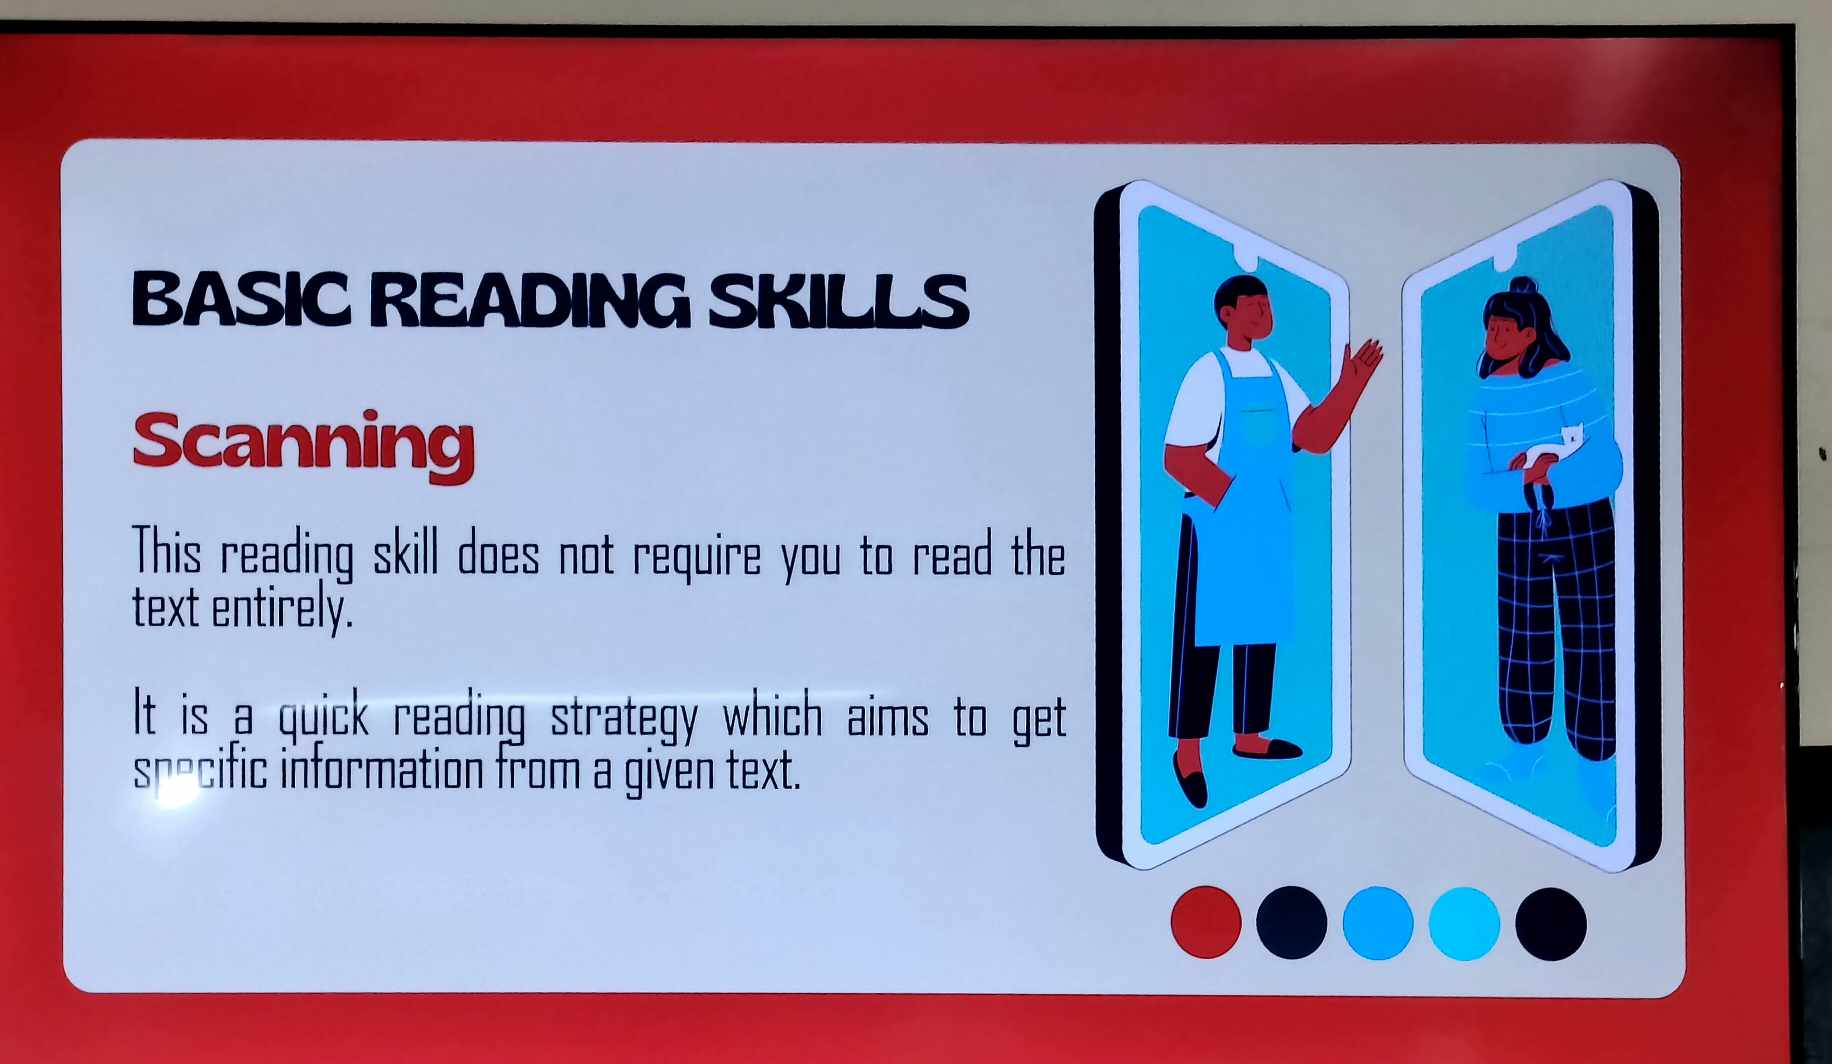 BASIC READING SKILLS
Scanning
This reading skill does not require you to read the
text entirely.
It is a quick reading strategy which aims to get
specific information from a given text.